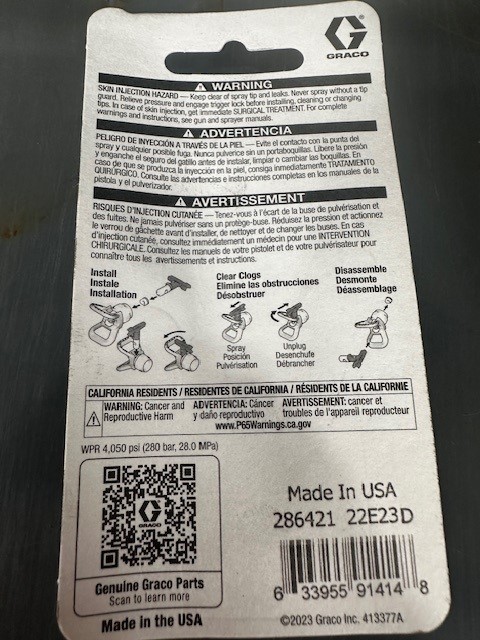 GRACO
WARNING
SKIN INJECTION HAZARD — Keep clear of spray tip and leaks. Never spray without a tip
guard. Relieve pressure and engage trigger lock before installing, cleaning or changing
tips. In case of skin injection, get immediate SURGICAL TREATMENT. For complete
warnings and instructions, see gun and sprayer manuals.
ADVERTENCIA
PELIGRO DE INYECCIÓN A TRAVÉS DE LA PIEL — Evite el contacto con la punta del
spray y cualquier posible fuga. Nunca pulverice sin un portaboquillas. Libere la presión
y enganche el seguro del gatillo antes de instalar, limpiar o cambiar las boquillas. En
caso de que se produzca la inyección en la piel, consiga inmediatamente TRATAMIENTO
QUIRÚRGICO. Consulte las advertencias e instrucciones completas en los manuales de la
pistola y el pulverizador.
AVERTISSEMENT
RISQUES D'INJECTION CUTANÉE — Tenez-vous à l'écart de la buse de pulvérisation et
des fuites. Ne jamais pulvériser sans un protège-buse. Réduisez la pression et actionnez
le verrou de gâchette avant d'installer, de nettoyer et de changer les buses. En cas
d'injection cutanée, consultez immédiatement un médecin pour une INTERVENTION
CHIRURGICALE. Consultez les manuels de votre pistolet et de votre pulvérisateur pour
connaître tous les avertissements et instructions.
Install
Instale
Installation
Clear Clogs
Elimine las obstrucciones
Désobstruer
Disassemble
Desmonte
Déassemblage
Spray
Posición
Pulvérisation
Unplug
Desenchufe
Débrancher
CALIFORNIA RESIDENTS / RESIDENTES DE CALIFORNIA / RÉSIDENTS DE LA CALIFORNIE
WARNING: Cancer and
Reproductive Harm
ADVERTENCIA: Cáncer
y daño reproductivo
AVERTISSEMENT: cancer et
troubles de l'appareil reproducteur
www.P65Warnings.ca.gov
WPR 4,050 psi (280 bar, 28.0 MPa)
GRACO
Genuine Graco Parts
Scan to learn more
Made in the USA
Made In USA
286421 22E23D
6 33955 91414 8
©2023 Graco Inc. 413377A